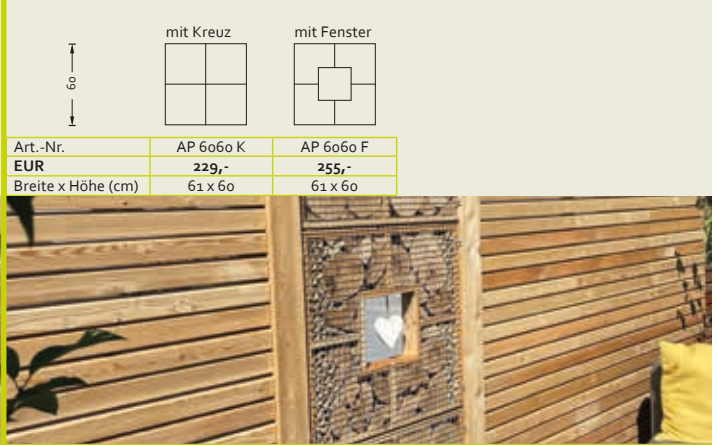 mit Kreuz mit Fenster
60
Art.-Nr. AP 6060 K AP 6060 F
EUR 229,- 255,-
Breite x Höhe (cm) 61 x 60 61 x 60